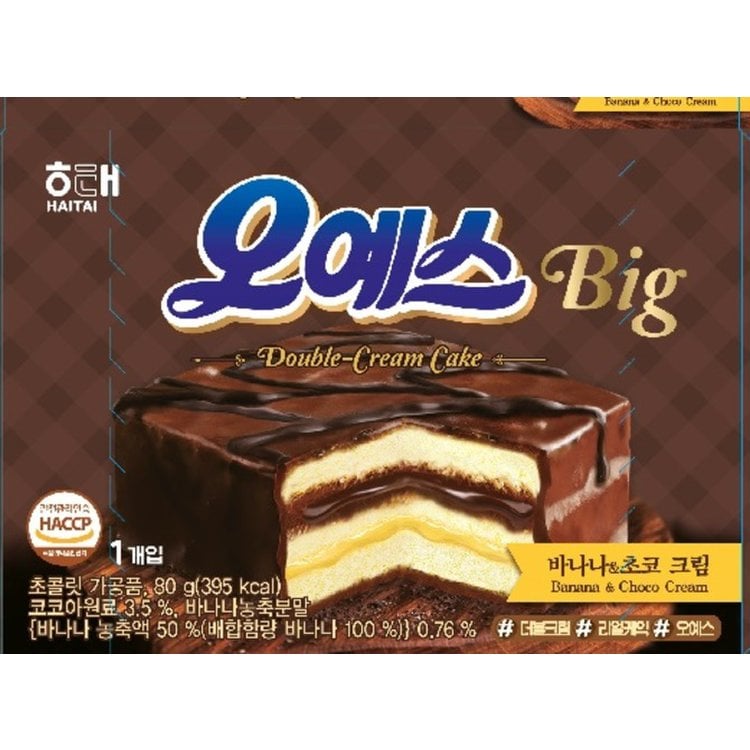 Banana & Choco Cream
해태
HAITAI
오예스 Big
Double-Cream Cake
HACCP
1개입
초콜릿 가공품, 80 g(395 kcal)
코코아원료 3.5 %, 바나나농축분말
{바나나 농축액 50 %(배합함량 바나나 100 %)} 0.76 %
바나나&초코 크림
Banana & Choco Cream
# 더블크림 # 리얼케익 # 오예스